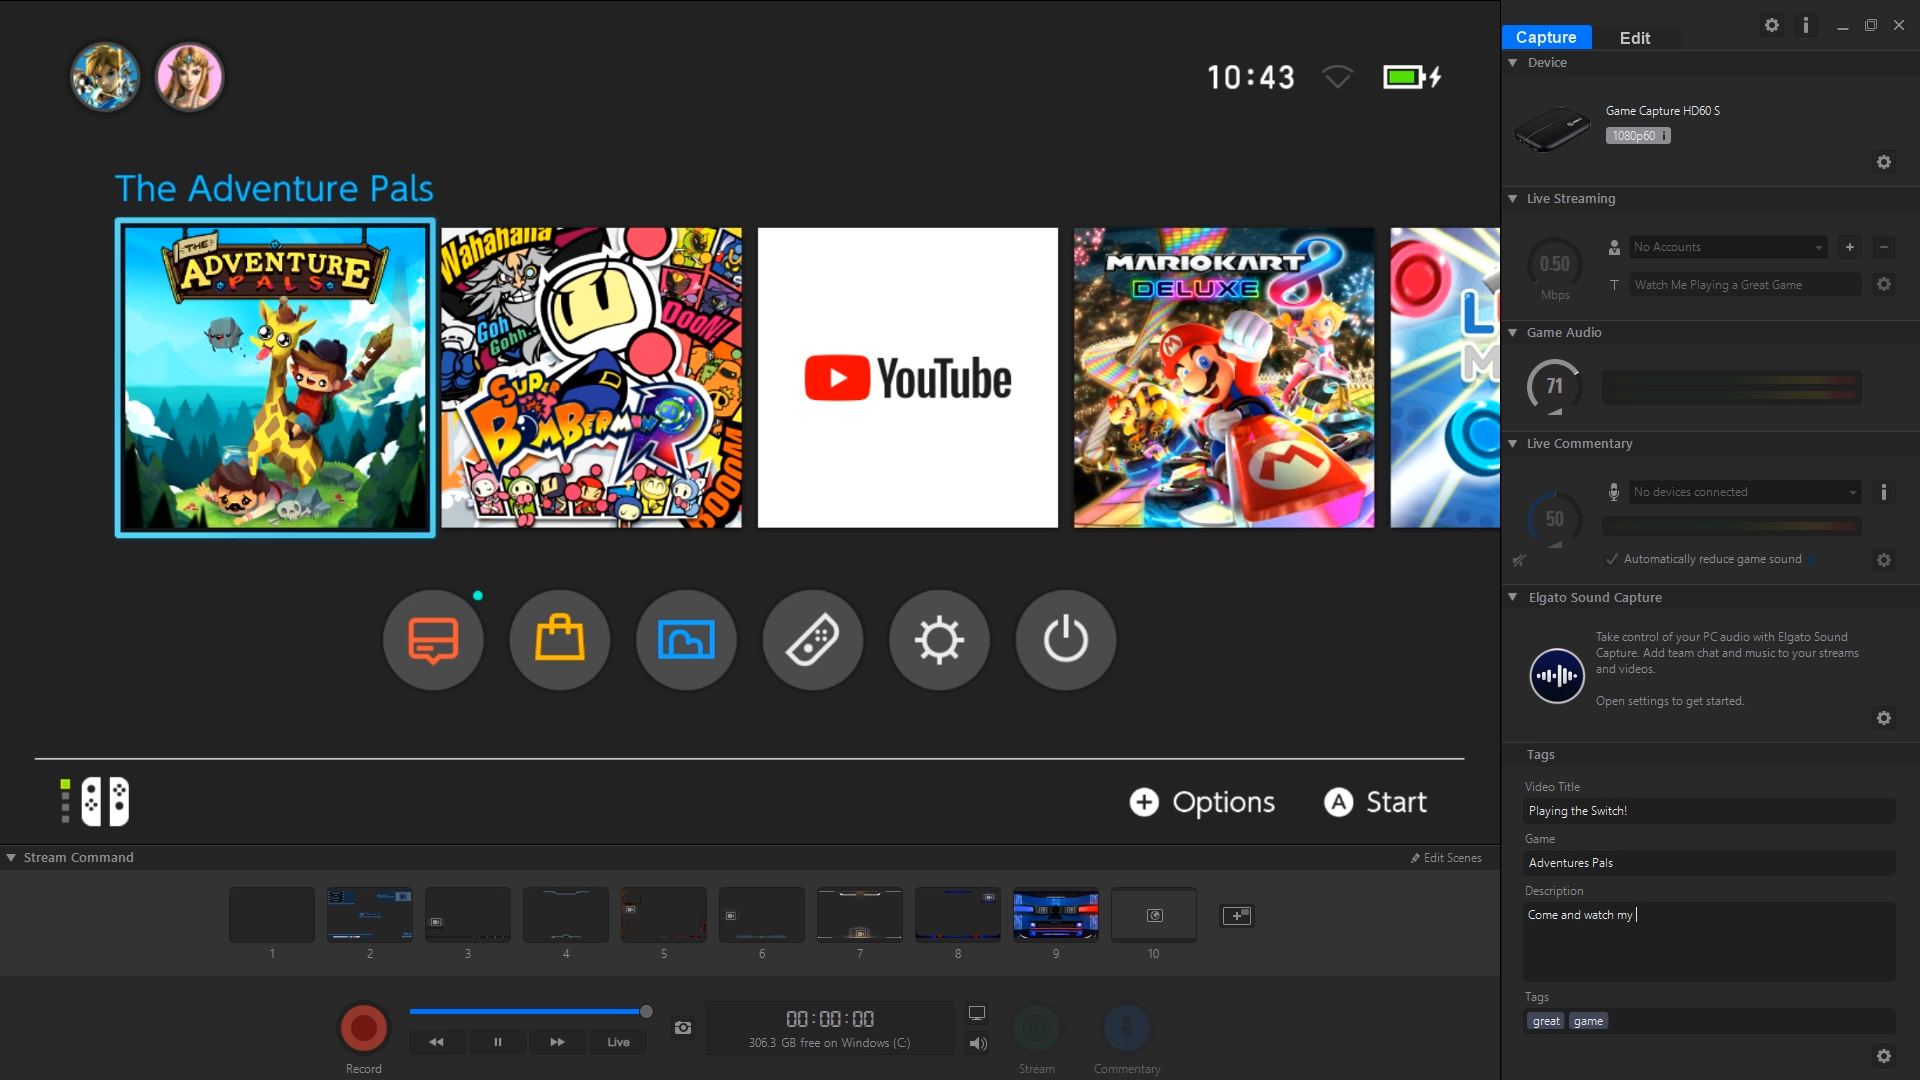 10:43
The Adventure Pals
THE
ADVENTURE
PALS
Wahahaha
Goh
Gohh..
DOON!
SUPER
BOMBERMAN R
BOOM
YouTube
MARIOKART 8
DELUXE
Options
A Start
Stream Command
Edit Scenes
1 2 3 4 5 6 7 8 9 10
Record
Live
00:00:00
306.3 GB free on Windows (C:)
Stream
Commentary
Capture Edit
Device
Game Capture HD60 S
1080p60 i
Live Streaming
0.50
Mbps
No Accounts
T Watch Me Playing a Great Game
Game Audio
71
Live Commentary
No devices connected
50
Automatically reduce game sound
Elgato Sound Capture
Take control of your PC audio with Elgato Sound
Capture. Add team chat and music to your streams
and videos.
Open settings to get started.
Tags
Video Title
Playing the Switch!
Game
Adventures Pals
Description
Come and watch my
Tags
great game